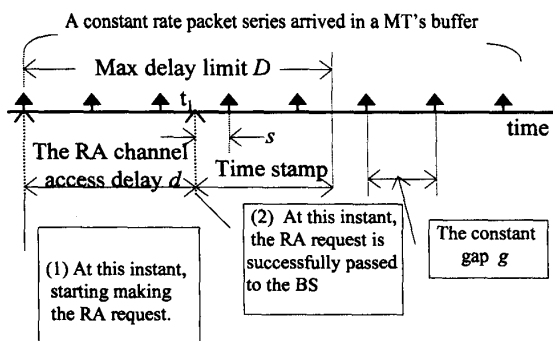 A constant rate packet series arrived in a MT's buffer
Max delay limit D
t
s
time
The RA channel
access delay d
Time stamp
(1) At this instant,
starting making
the RA request.
(2) At this instant,
the RA request is
successfully passed
to the BS
The constant
gap g